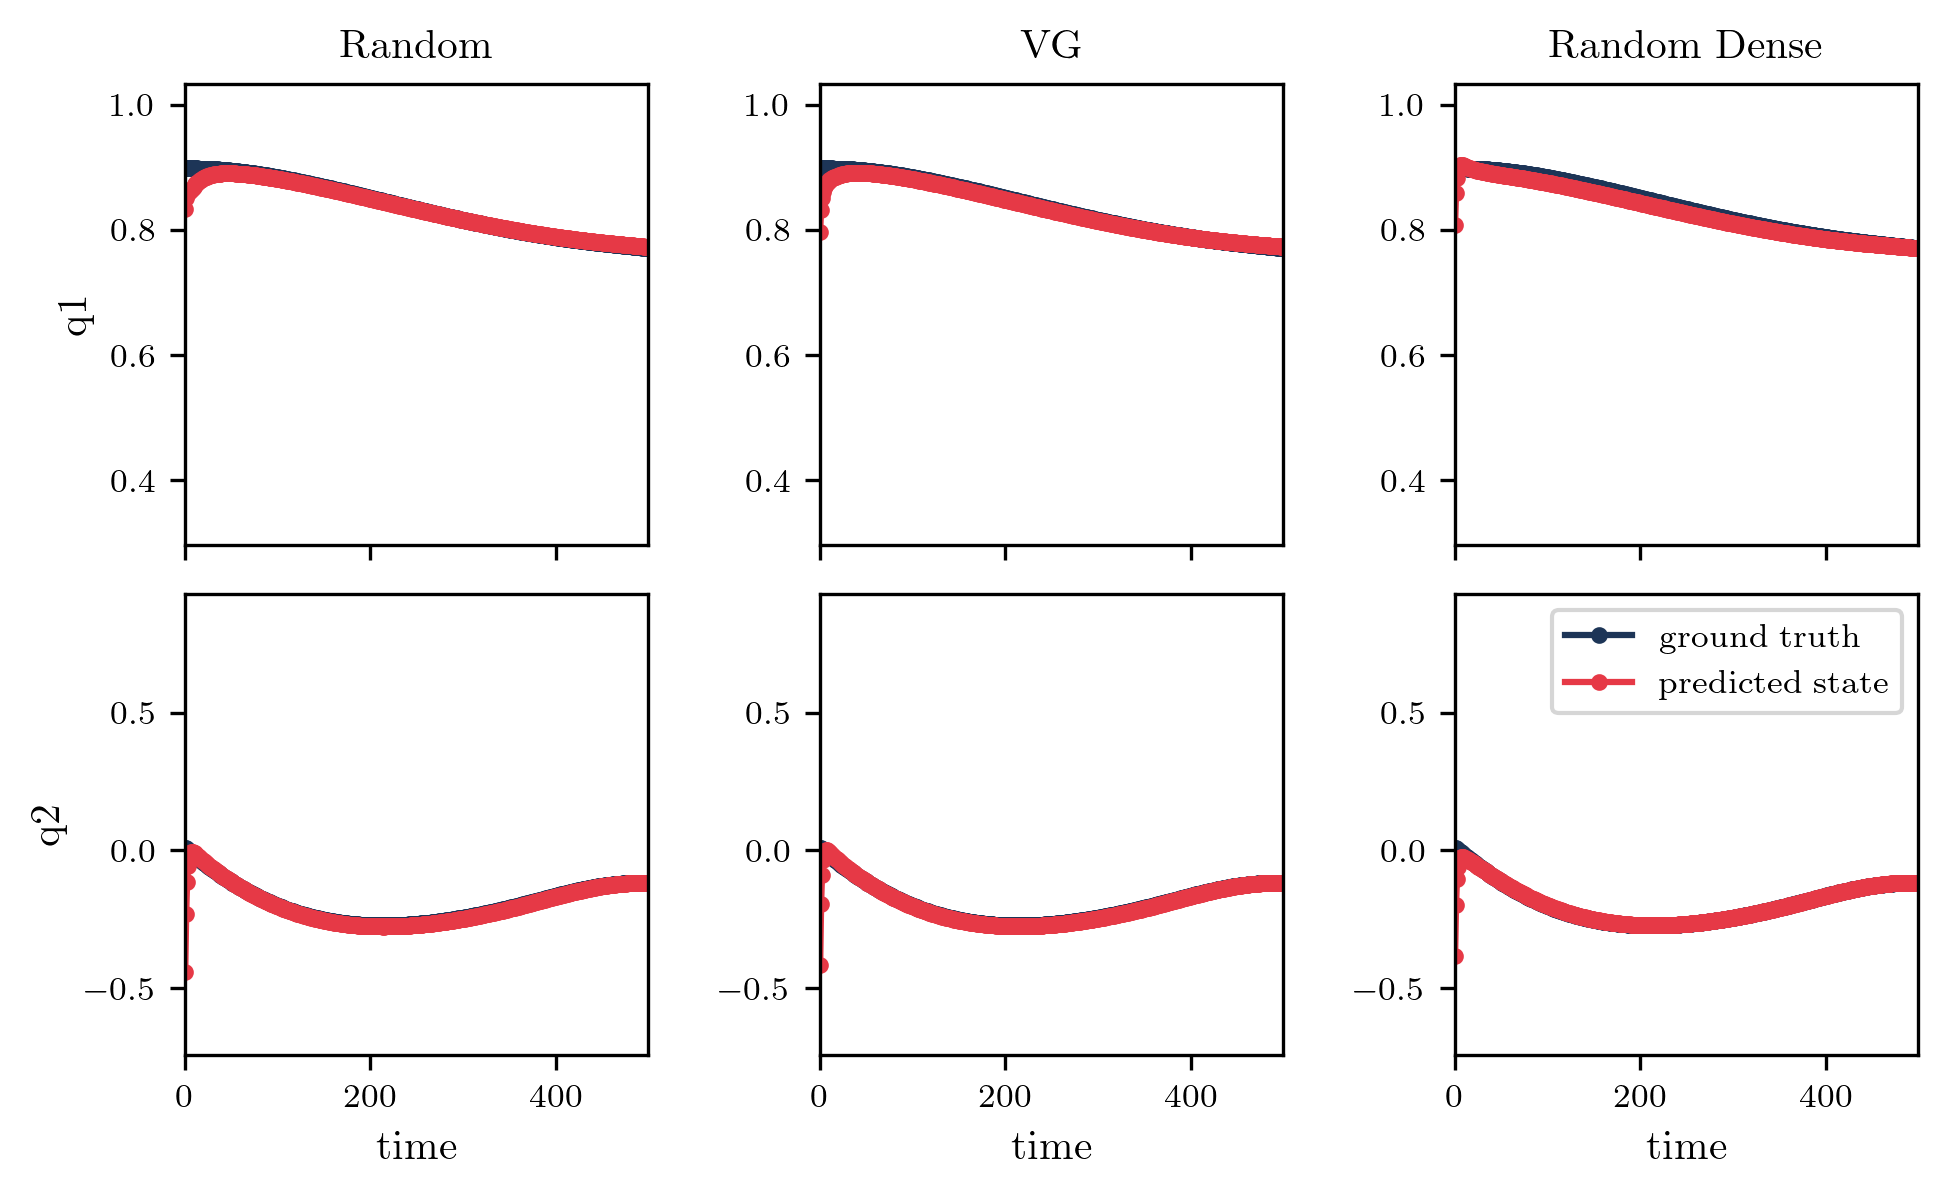 Random VG Random Dense
1.0 1.0 1.0
0.8 0.8 0.8
q1
0.6 0.6 0.6
0.4 0.4 0.4
ground truth
predicted state
0.5 0.5 0.5
q2
0.0 0.0 0.0
−0.5 −0.5 −0.5
0 200 400 0 200 400 0 200 400
time time time